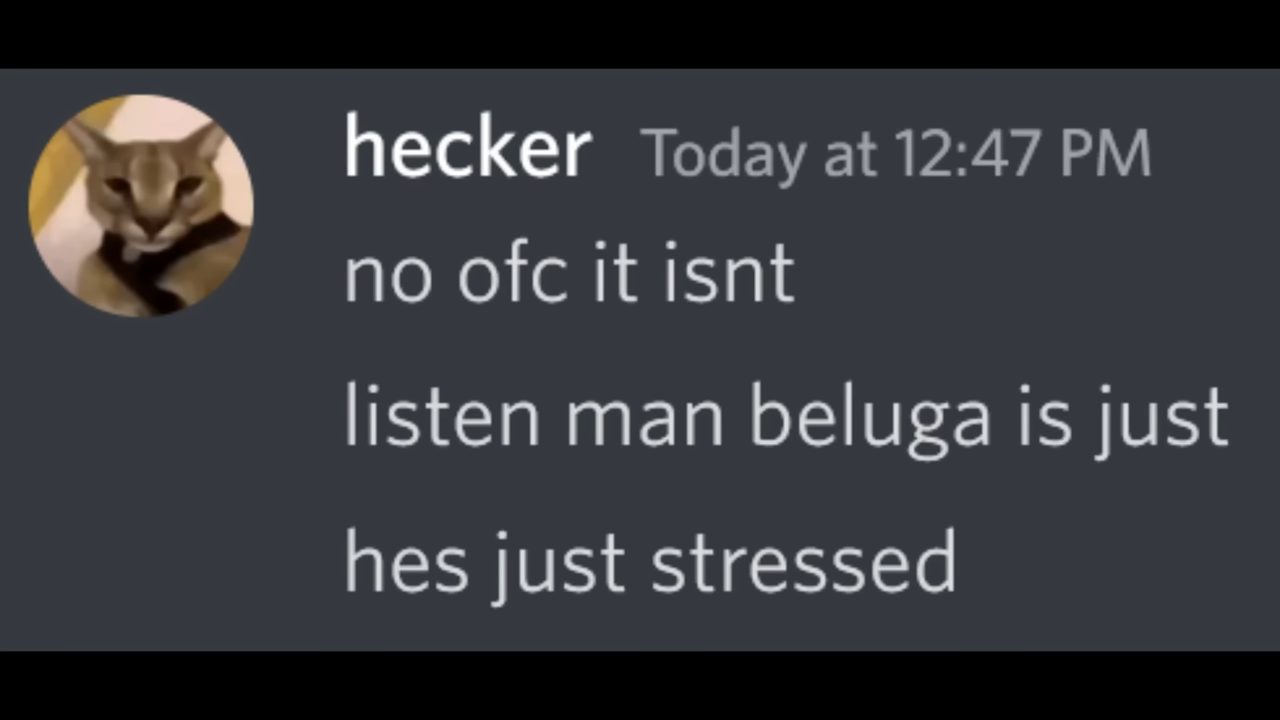 hecker Today at 12:47 PM
no ofc it isnt
listen man beluga is just
hes just stressed